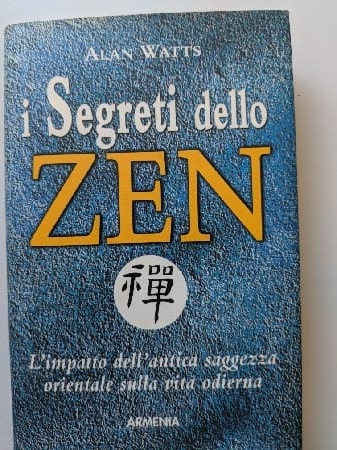 ALAN WATTS
i Segreti dello
ZEN
禪
L'impatto dell'antica saggezza
orientale sulla vita odierna
ARMENIA